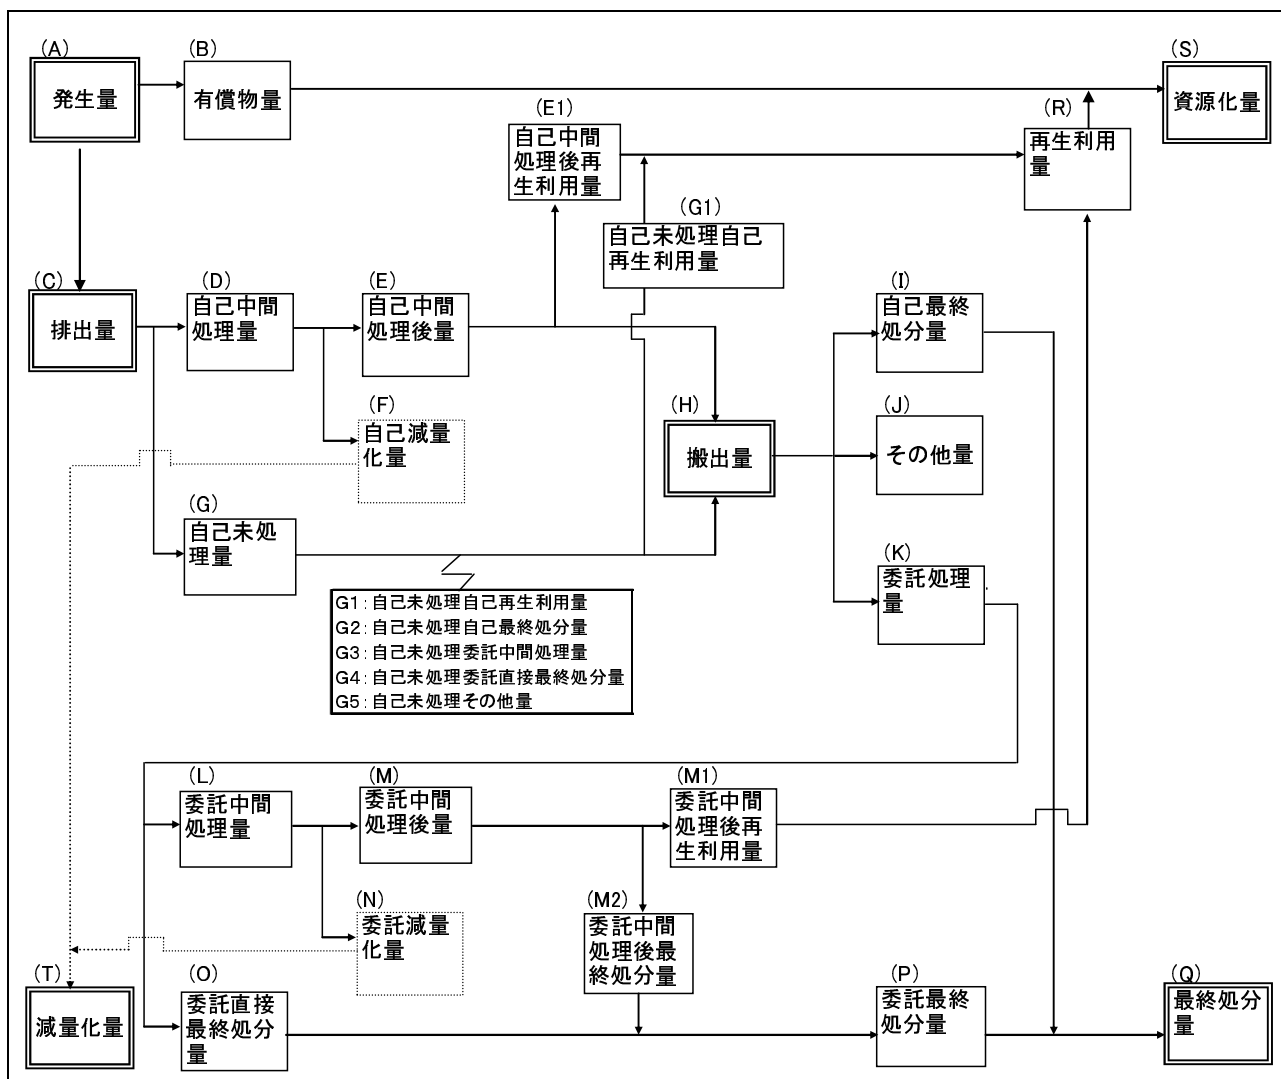 (A)
発生量
(B)
有償物量
(S)
資源化量
(E1)
自己中間
処理後再
生利用量
(R)
再生利用
量
(G1)
自己未処理自己
再生利用量
(C)
排出量
(D)
自己中間
処理量
(E)
自己中間
処理後量
(I)
自己最終
処分量
(F)
自己減量
化量
(H)
搬出量
(J)
その他量
(G)
自己未処
理量
(K)
委託処理
量
G1:自己未処理自己再生利用量
G2:自己未処理自己最終処分量
G3:自己未処理委託中間処理量
G4:自己未処理委託直接最終処分量
G5:自己未処理その他量
(L)
委託中間
処理量
(M)
委託中間
処理後量
(M1)
委託中間
処理後再
生利用量
(N)
委託減量
化量
(M2)
委託中間
処理後最
終処分量
(T)
減量化量
(O)
委託直接
最終処分
量
(P)
委託最終
処分量
(Q)
最終処分
量